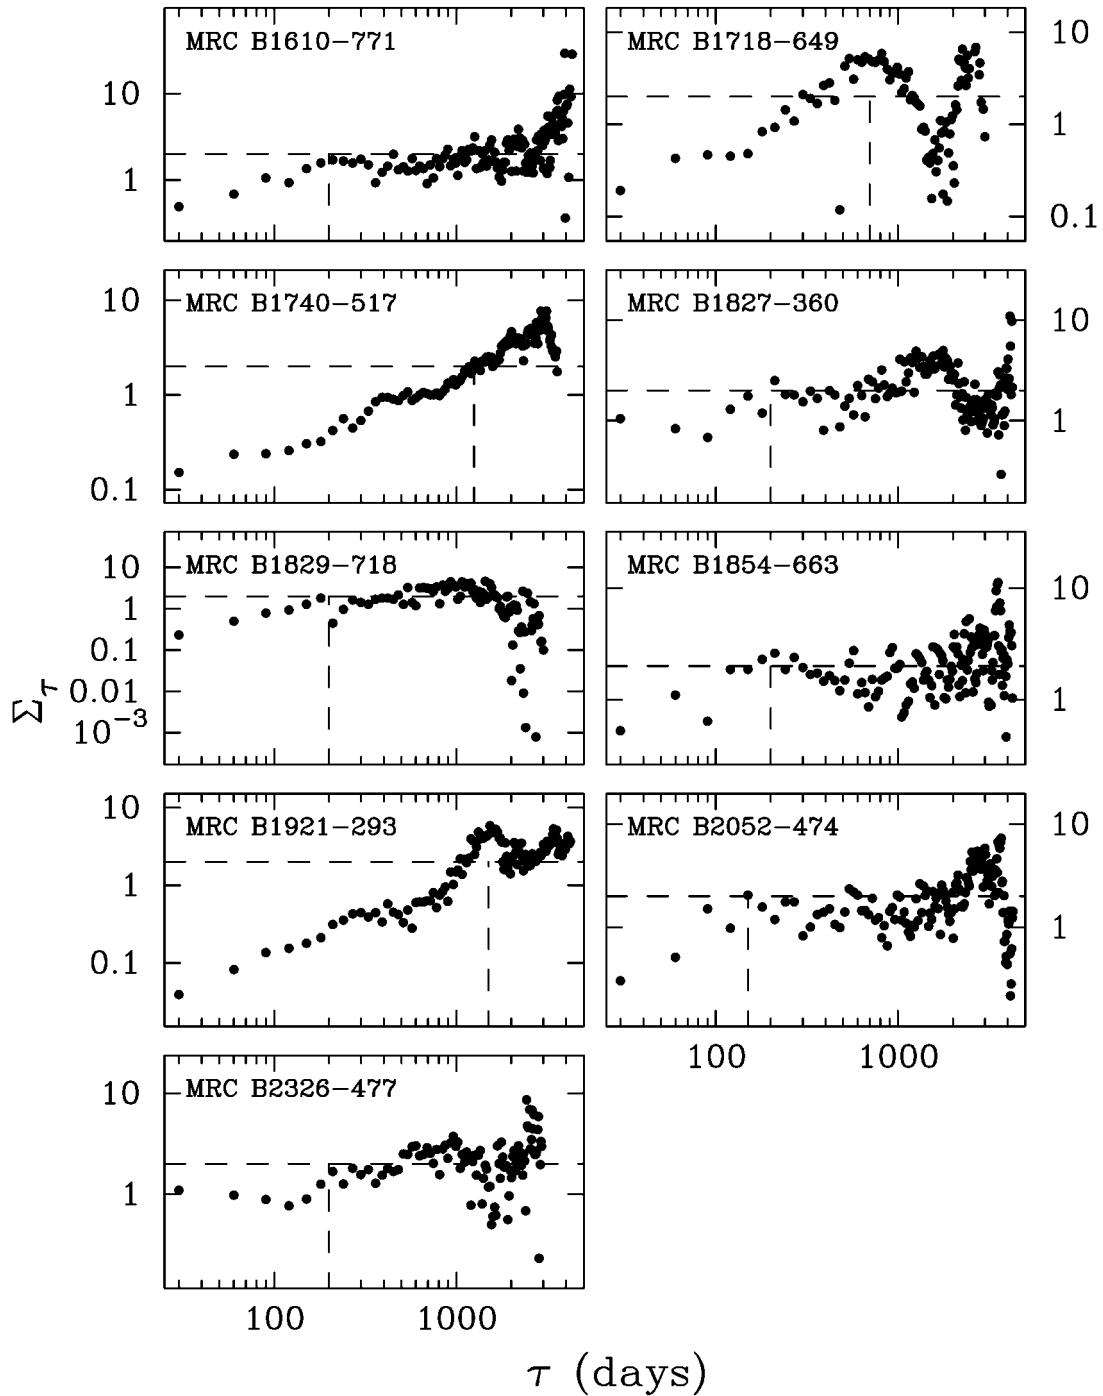 MRC B1610−771
10
1
MRC B1718−649
10
1
0.1
MRC B1740−517
10
1
0.1
MRC B1827−360
10
1
MRC B1829−718
10
1
0.1
0.01
10⁻³
MRC B1854−663
10
1
Σ_τ
MRC B1921−293
10
1
0.1
MRC B2052−474
10
1
100 1000
MRC B2326−477
10
1
100 1000
τ (days)